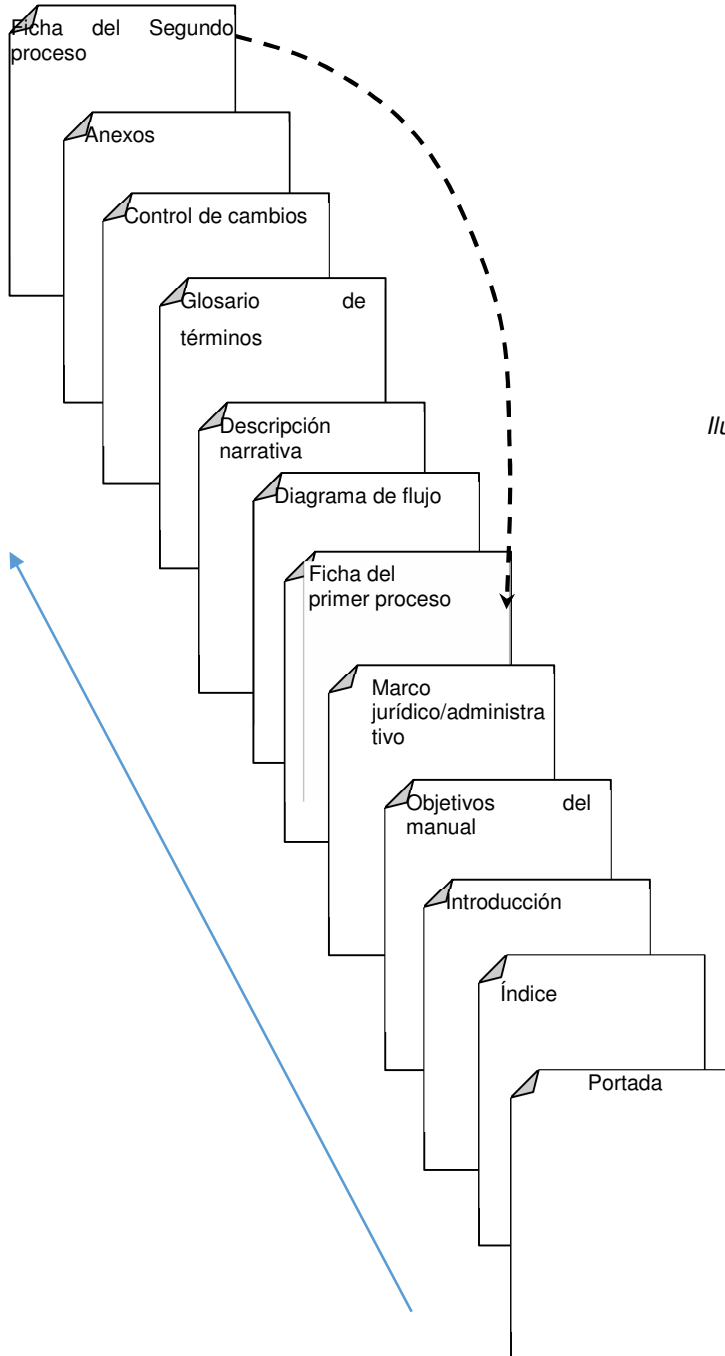 Ficha del Segundo
proceso
Anexos
Control de cambios
Glosario de
términos
Descripción
narrativa
Ilu
Diagrama de flujo
Ficha del
primer proceso
Marco
jurídico/administra
tivo
Objetivos del
manual
Introducción
Índice
Portada